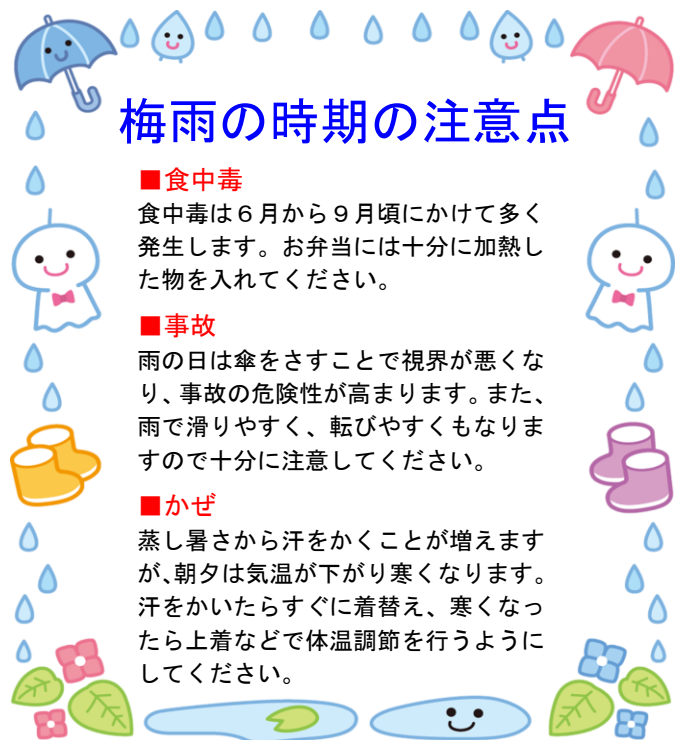 梅雨の時期の注意点
■食中毒
食中毒は６月から９月頃にかけて多く
発生します。お弁当には十分に加熱し
た物を入れてください。
■事故
雨の日は傘をさすことで視界が悪くな
り、事故の危険性が高まります。また、
雨で滑りやすく、転びやすくもなりま
すので十分に注意してください。
■かぜ
蒸し暑さから汗をかくことが増えます
が、朝夕は気温が下がり寒くなります。
汗をかいたらすぐに着替え、寒くなっ
たら上着などで体温調節を行うように
してください。